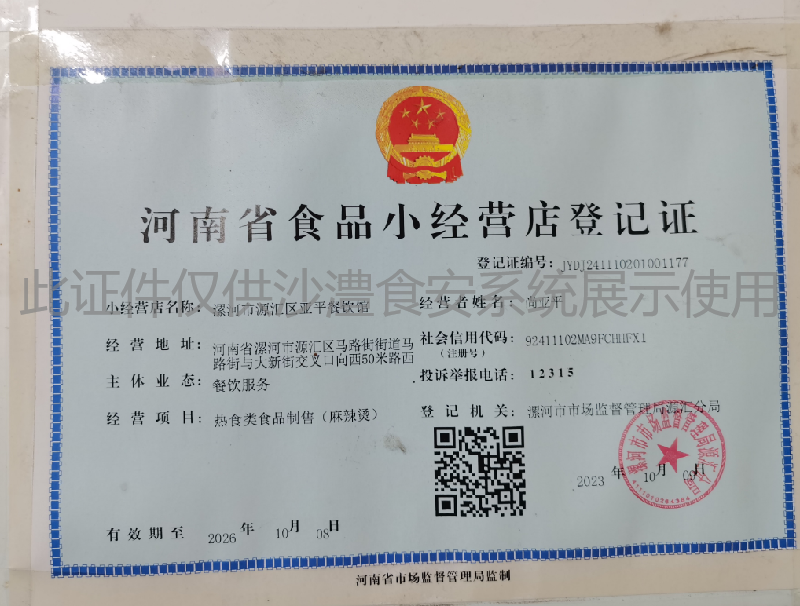 河南省食品小经营店登记证
登记证编号：JYDJ241110201001177
此证件仅供沙澧食安系统展示使用
小经营店名称：漯河市源汇区亚平餐饮馆
经营者姓名：
经营地址：河南省漯河市源汇区马路街街道马
路街与大新街交叉口向西50米路西
社会信用代码：92411102MA9FCHHFX1
（注册号）
主体业态：餐饮服务
投诉举报电话：12315
经营项目：热食类食品制售（麻辣烫）
登记机关：漯河市市场监督管理局源汇分局
2023年10月09日
有效期至 2026年10月08日
河南省市场监督管理局监制